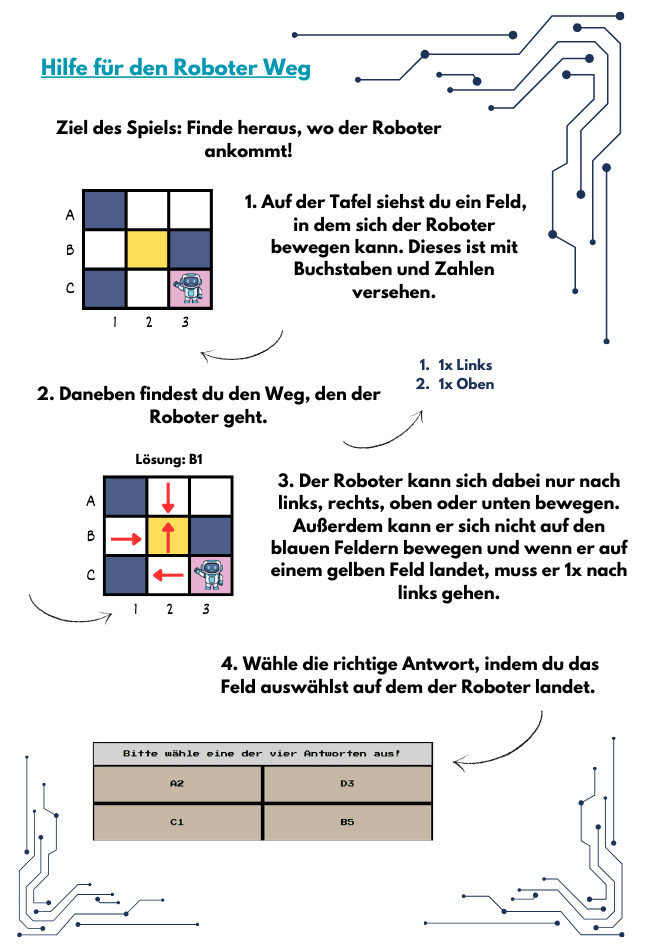 Hilfe für den Roboter Weg
Ziel des Spiels: Finde heraus, wo der Roboter
ankommt!
A
B
C
1 2 3
1. Auf der Tafel siehst du ein Feld,
in dem sich der Roboter
bewegen kann. Dieses ist mit
Buchstaben und Zahlen
versehen.
1. 1x Links
2. 1x Oben
2. Daneben findest du den Weg, den der
Roboter geht.
Lösung: B1
A
B
C
1 2 3
3. Der Roboter kann sich dabei nur nach
links, rechts, oben oder unten bewegen.
Außerdem kann er sich nicht auf den
blauen Feldern bewegen und wenn er auf
einem gelben Feld landet, muss er 1x nach
links gehen.
4. Wähle die richtige Antwort, indem du das
Feld auswählst auf dem der Roboter landet.
Bitte wähle eine der vier Antworten aus!
A2 D3
C1 B5